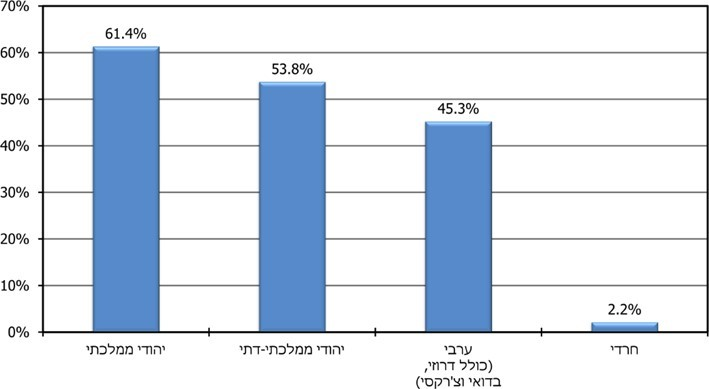 70%
60%
50%
40%
30%
20%
10%
0%
61.4%
53.8%
45.3%
2.2%
יהודי ממלכתי
יהודי ממלכתי-דתי
ערבי
(כולל דרוזי,
בדואי וצ'רקסי)
חרדי